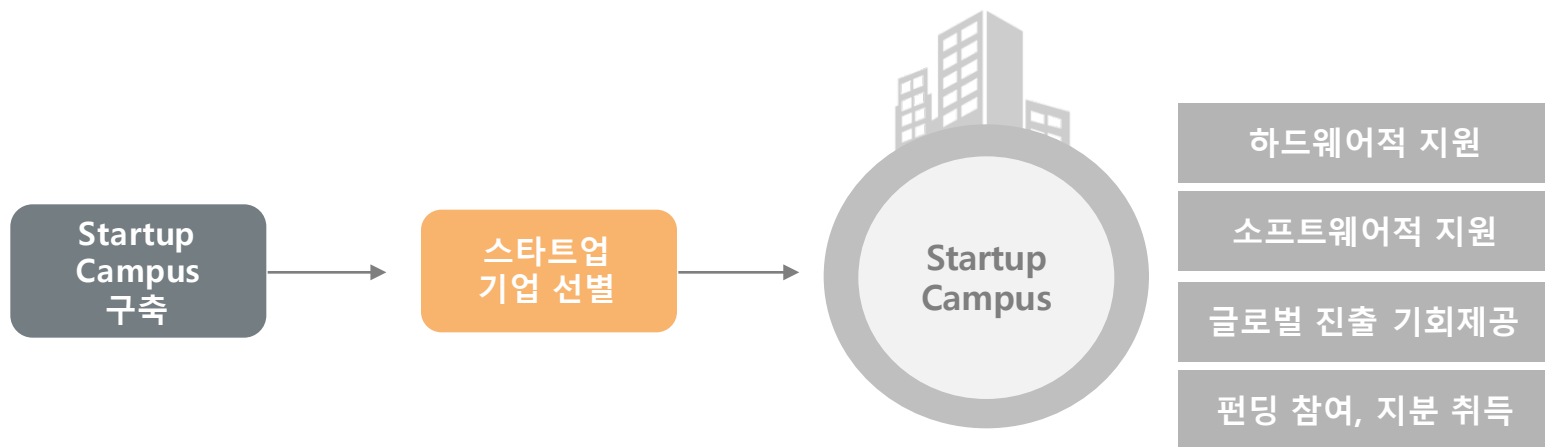 Startup
Campus
구축
스타트업
기업 선별
Startup
Campus
하드웨어적 지원
소프트웨어적 지원
글로벌 진출 기회제공
펀딩 참여, 지분 취득